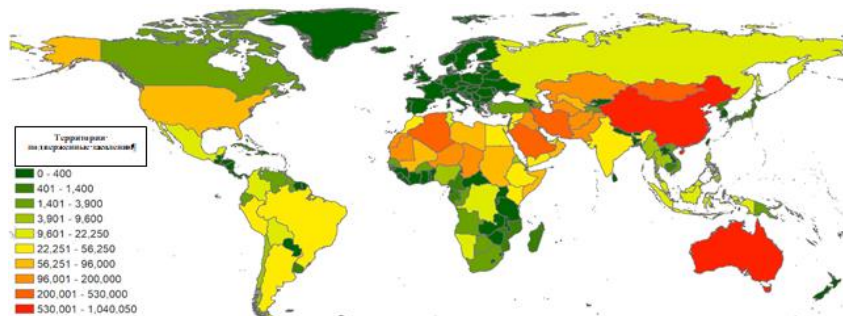 Территории
подверженные·замлению¶
0 - 400
401 - 1,400
1,401 - 3,900
3,901 - 9,600
9,601 - 22,250
22,251 - 56,250
56,251 - 96,000
96,001 - 200,000
200,001 - 530,000
530,001 - 1,040,050